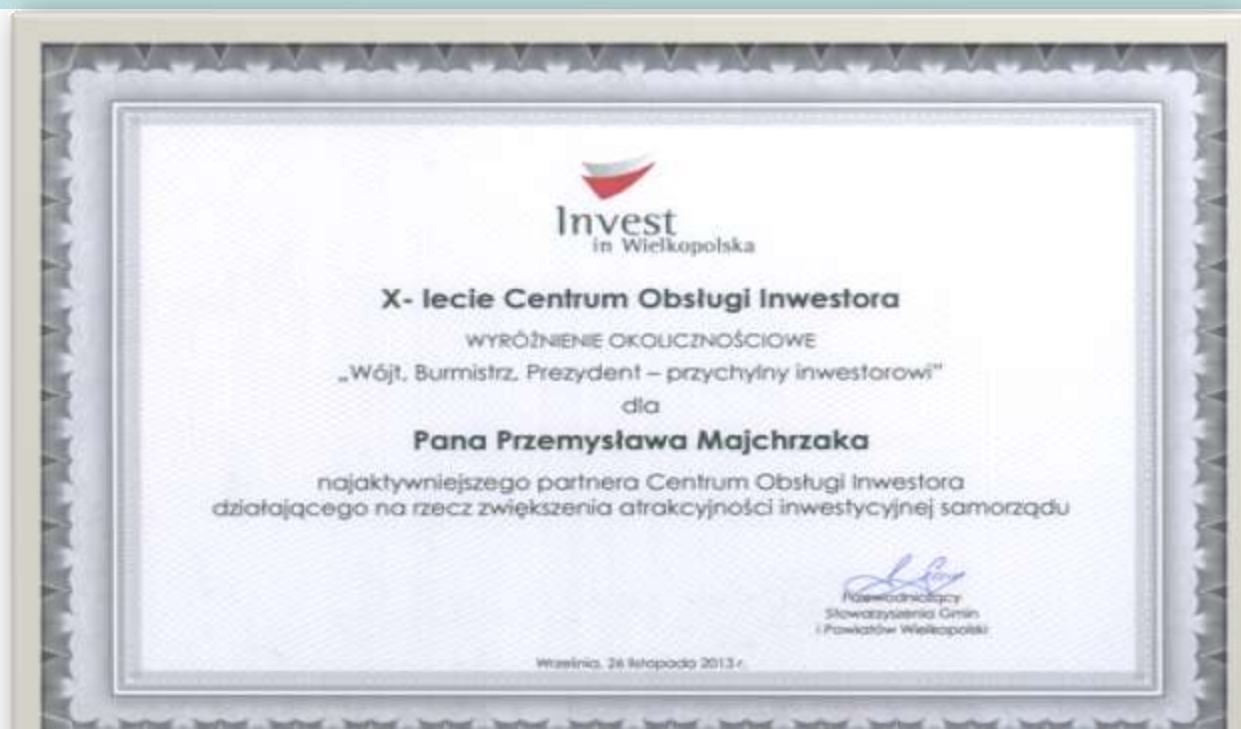 Invest
in Wielkopolska
X- lecie Centrum Obsługi Inwestora
WYRÓŻNIENIE OKOLICZNOŚCIOWE
„Wójt, Burmistrz, Prezydent – przychylny inwestorowi"
dla
Pana Przemysława Majchrzaka
najaktywniejszego partnera Centrum Obsługi Inwestora
działającego na rzecz zwiększenia atrakcyjności inwestycyjnej samorządu
Przewodniczący
Stowarzyszenia Gmin
i Powiatów Wielkopolski
Września, 26 listopada 2013 r.